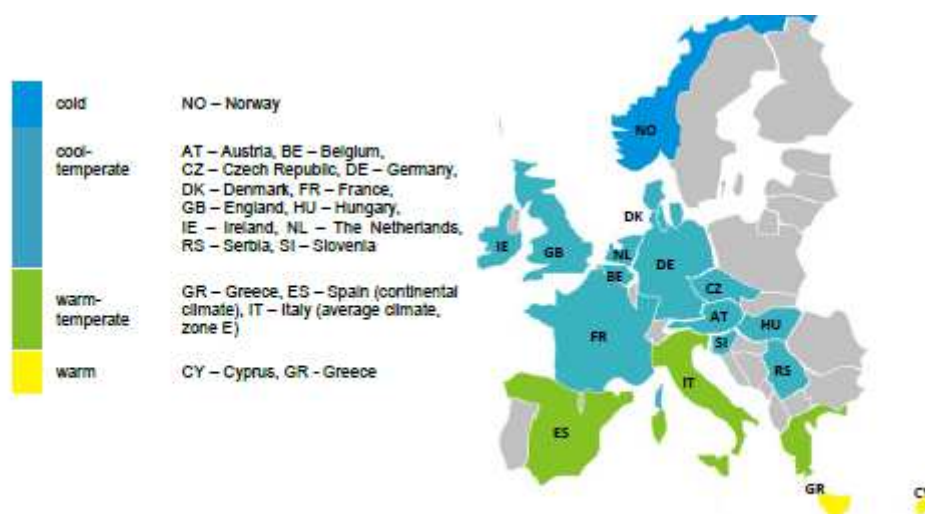 cold NO – Norway
cool-temperate AT – Austria, BE – Belgium,
CZ – Czech Republic, DE – Germany,
DK – Denmark, FR – France,
GB – England, HU – Hungary,
IE – Ireland, NL – The Netherlands,
RS – Serbia, SI – Slovenia
warm-temperate GR – Greece, ES – Spain (continental
climate), IT – Italy (average climate,
zone E)
warm CY – Cyprus, GR - Greece
NO
DK
IE
GB
NL
DE
BE
CZ
AT
HU
FR
SI
RS
IT
ES
GR
CY